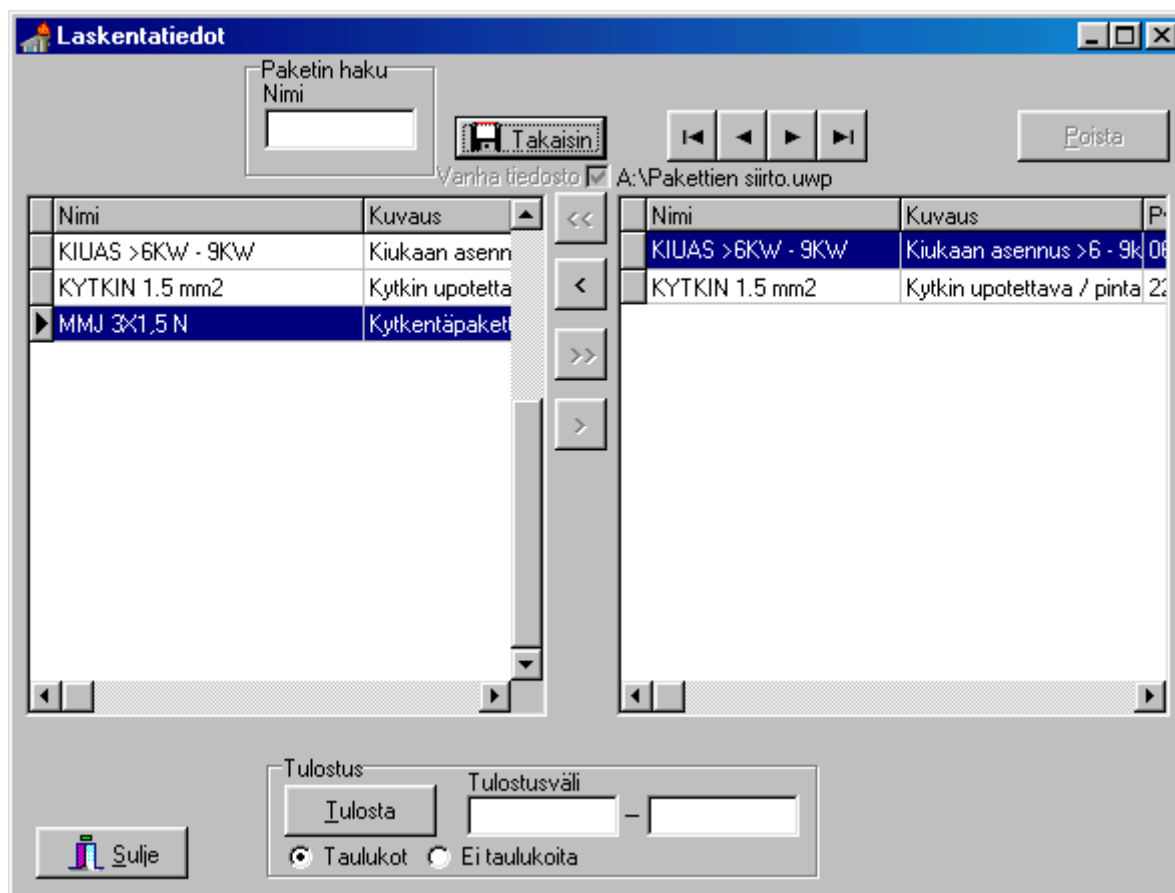 Laskentatiedot
Paketin haku
Nimi
Takaisin
Poista
Vanha tiedosto
A:\Pakettien siirto.uwp
Nimi Kuvaus
KIUAS >6KW - 9KW Kiukaan asenn
KYTKIN 1.5 mm2 Kytkin upotetta
MMJ 3X1,5 N Kytkentäpakett
<<
<
>>
>
Nimi Kuvaus
KIUAS >6KW - 9KW Kiukaan asennus >6 - 9k
KYTKIN 1.5 mm2 Kytkin upotettava / pinta 22
Tulostus
Tulosta
Tulostusväli
–
Taulukot Ei taulukoita
Sulje